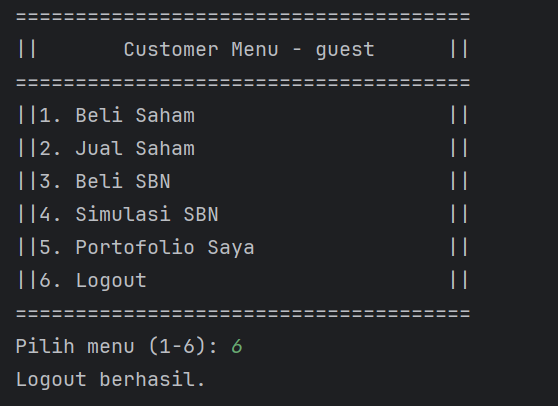 ======================================
||       Customer Menu - guest      ||
======================================
||1. Beli Saham                     ||
||2. Jual Saham                     ||
||3. Beli SBN                       ||
||4. Simulasi SBN                   ||
||5. Portofolio Saya                ||
||6. Logout                         ||
======================================
Pilih menu (1-6): 6
Logout berhasil.